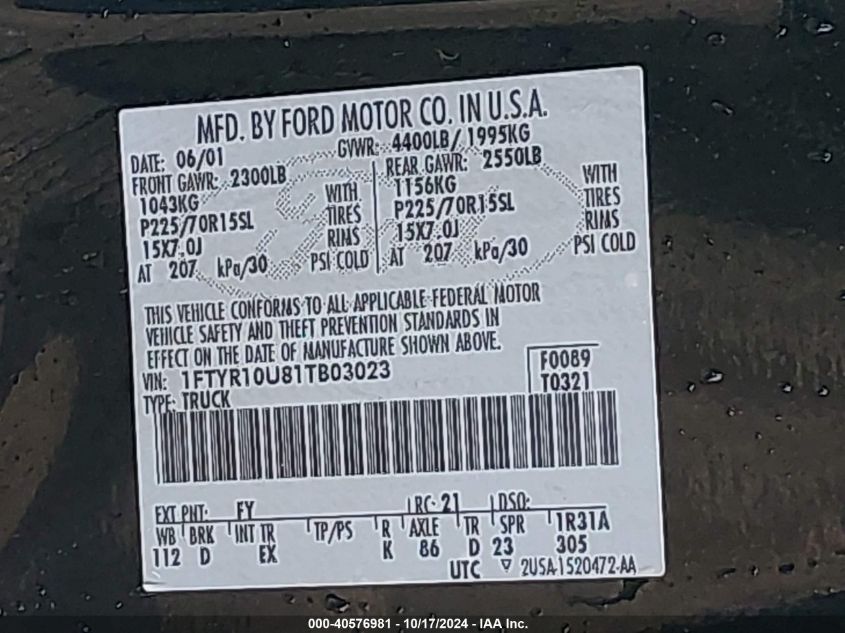 MFD. BY FORD MOTOR CO. IN U.S.A.
DATE: 06/01 GVWR: 4400LB/ 1995KG
FRONT GAWR: 2300LB REAR GAWR: 2550LB
1043KG WITH 1156KG WITH
P225/70R15SL TIRES P225/70R15SL TIRES
15X7.0J RIMS 15X7.0J RIMS
AT 207 kPa/30 PSI COLD AT 207 kPa/30 PSI COLD
THIS VEHICLE CONFORMS TO ALL APPLICABLE FEDERAL MOTOR
VEHICLE SAFETY AND THEFT PREVENTION STANDARDS IN
EFFECT ON THE DATE OF MANUFACTURE SHOWN ABOVE.
VIN: 1FTYR10U81TB03023 F0089
TYPE: TRUCK T0321
EXT PNT: FY RC: 21 DSO:
WB BRK INT TR TP/PS R AXLE TR SPR 1R31A
112 D EX K 86 D 23 305
UTC ▽ 2USA-1520472-AA
000-40576981 - 10/17/2024 - IAA Inc.